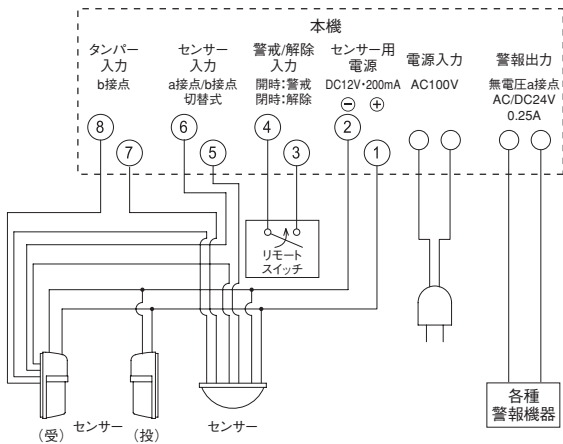 本機
タンパー
入力
b接点
センサー
入力
a接点/b接点
切替式
警戒/解除
入力
開時:警戒
閉時:解除
センサー用
電源
DC12V・200mA
⊖ ⊕
電源入力
AC100V
警報出力
無電圧a接点
AC/DC24V
0.25A
8
7
6
5
4
3
2
1
リモート
スイッチ
(受)
センサー
(投)
センサー
各種
警報機器